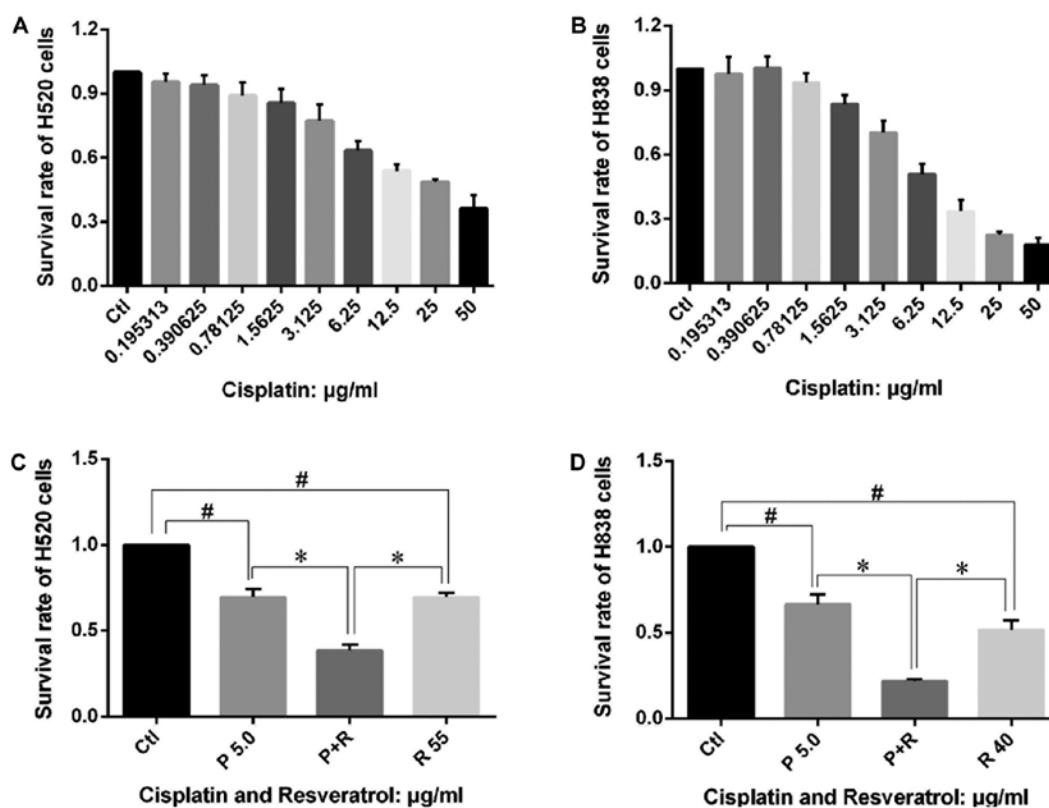 A
Survival rate of H520 cells
1.2
0.9
0.6
0.3
0.0
Ctl
0.195313
0.390625
0.78125
1.5625
3.125
6.25
12.5
25
50
Cisplatin: µg/ml
B
Survival rate of H838 cells
1.2
0.9
0.6
0.3
0.0
Ctl
0.195313
0.390625
0.78125
1.5625
3.125
6.25
12.5
25
50
Cisplatin: µg/ml
C
Survival rate of H520 cells
1.5
1.0
0.5
0.0
#
#
* *
Ctl
P 5.0
P+R
R 55
Cisplatin and Resveratrol: µg/ml
D
Survival rate of H838 cells
1.5
1.0
0.5
0.0
#
#
* *
Ctl
P 5.0
P+R
R 40
Cisplatin and Resveratrol: µg/ml